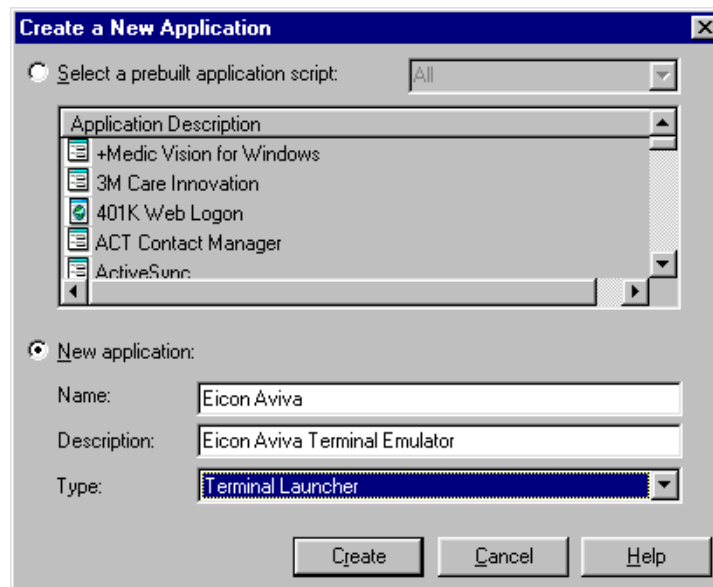 Create a New Application
Select a prebuilt application script:
All
Application Description
+Medic Vision for Windows
3M Care Innovation
401K Web Logon
ACT Contact Manager
ActiveSync
New application:
Name:
Eicon Aviva
Description:
Eicon Aviva Terminal Emulator
Type:
Terminal Launcher
Create
Cancel
Help